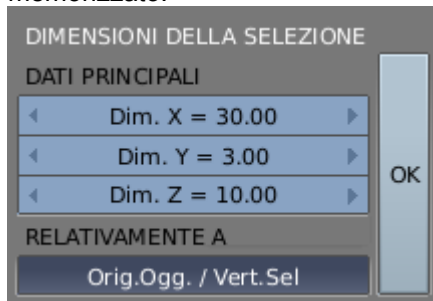 DIMENSIONI DELLA SELEZIONE
DATI PRINCIPALI
Dim. X = 30.00
Dim. Y = 3.00
Dim. Z = 10.00
OK
RELATIVAMENTE A
Orig.Ogg. / Vert.Sel